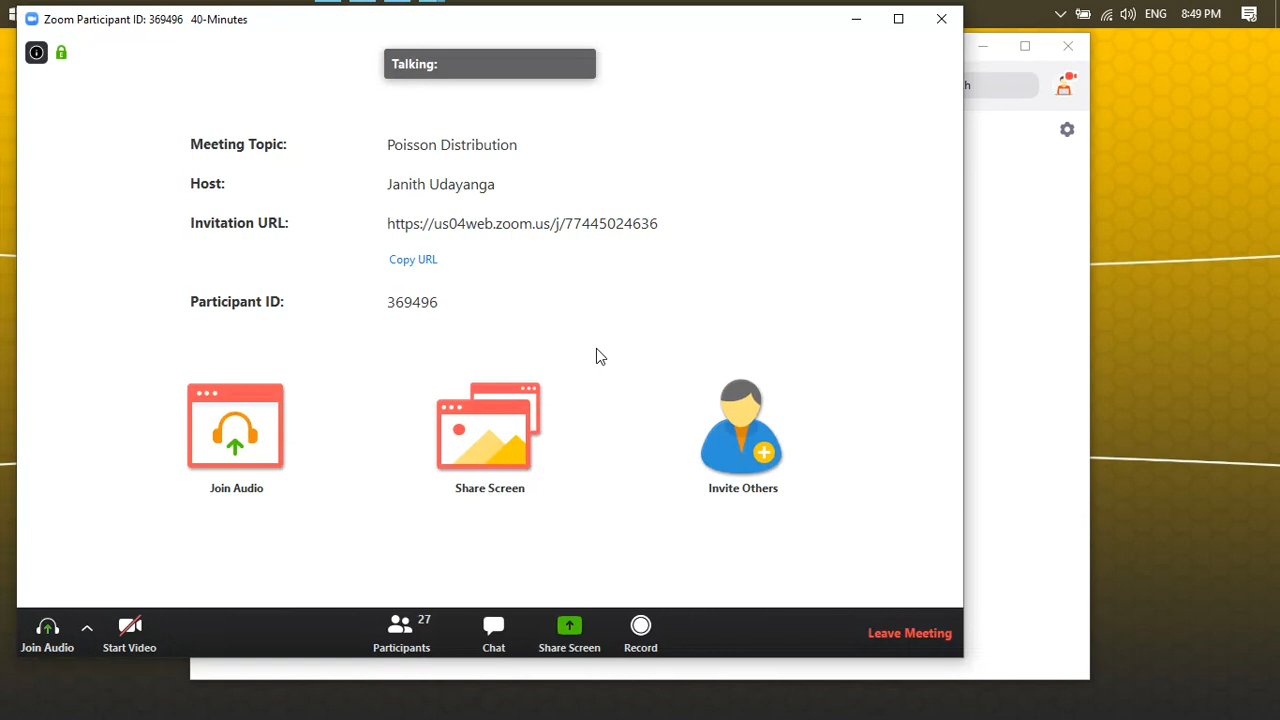 Zoom Participant ID: 369496 40-Minutes
ENG 8:49 PM
Talking:
h
Meeting Topic: Poisson Distribution
Host: Janith Udayanga
Invitation URL: https://us04web.zoom.us/j/77445024636
Copy URL
Participant ID: 369496
Join Audio Share Screen Invite Others
27
Join Audio Start Video Participants Chat Share Screen Record Leave Meeting